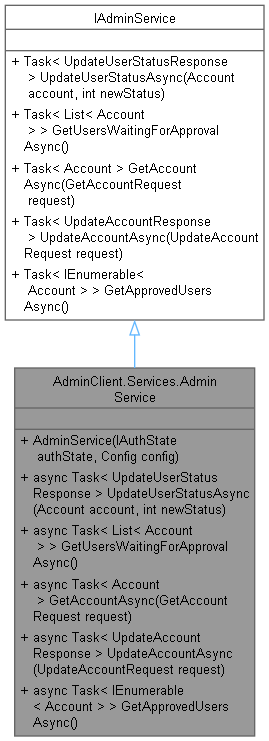 IAdminService
+ Task< UpdateUserStatusResponse
> UpdateUserStatusAsync(Account
account, int newStatus)
+ Task< List< Account
> > GetUsersWaitingForApproval
Async()
+ Task< Account > GetAccount
Async(GetAccountRequest
request)
+ Task< UpdateAccountResponse
> UpdateAccountAsync(UpdateAccount
Request request)
+ Task< IEnumerable<
Account > > GetApprovedUsers
Async()
AdminClient.Services.Admin
Service
+ AdminService(IAuthState
authState, Config config)
+ async Task< UpdateUserStatus
Response > UpdateUserStatusAsync
(Account account, int newStatus)
+ async Task< List< Account
> > GetUsersWaitingForApproval
Async()
+ async Task< Account
> GetAccountAsync(GetAccount
Request request)
+ async Task< UpdateAccount
Response > UpdateAccountAsync
(UpdateAccountRequest request)
+ async Task< IEnumerable
< Account > > GetApprovedUsers
Async()